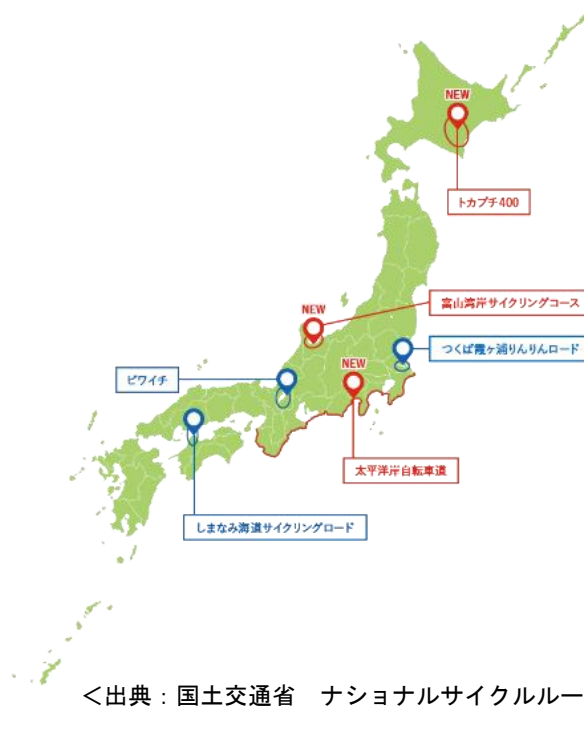 NEW
トカプチ400
NEW
富山湾岸サイクリングコース
つくば霞ヶ浦りんりんロード
NEW
ビワイチ
太平洋岸自転車道
しまなみ海道サイクリングロード
＜出典：国土交通省　ナショナルサイクルルー